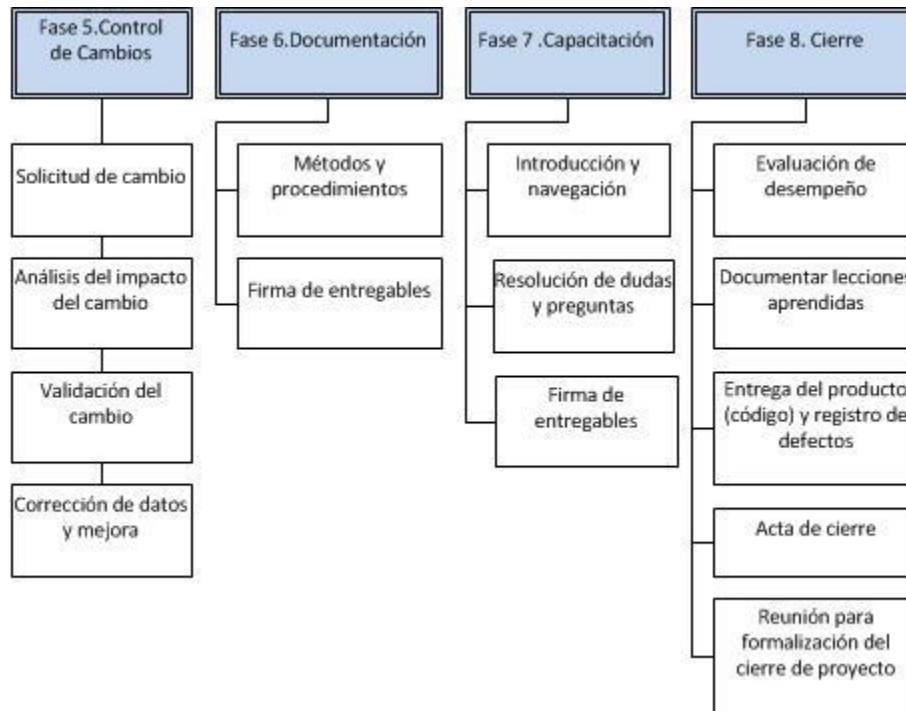 Fase 5.Control
de Cambios
Solicitud de cambio
Análisis del impacto
del cambio
Validación del
cambio
Corrección de datos
y mejora
Fase 6.Documentación
Métodos y
procedimientos
Firma de entregables
Fase 7 .Capacitación
Introducción y
navegación
Resolución de dudas
y preguntas
Firma de
entregables
Fase 8. Cierre
Evaluación de
desempeño
Documentar lecciones
aprendidas
Entrega del producto
(código) y registro de
defectos
Acta de cierre
Reunión para
formalización del
cierre de proyecto